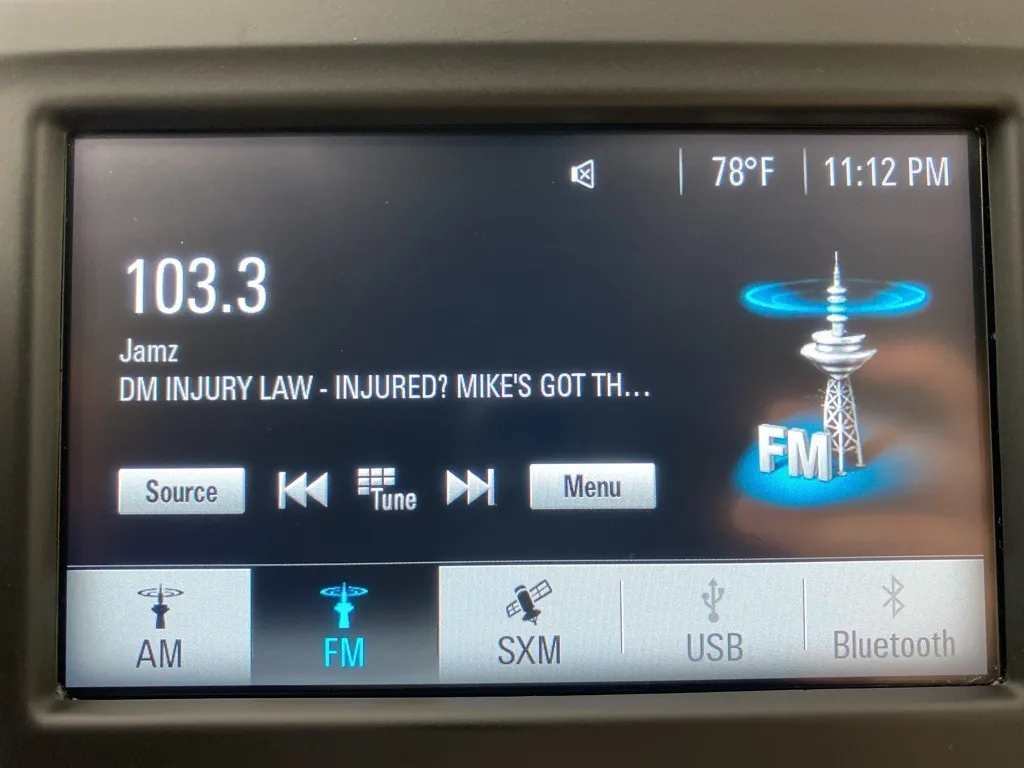 78°F
11:12 PM
103.3
Jamz
DM INJURY LAW - INJURED? MIKE'S GOT TH...
FM
Source
Tune
Menu
AM
FM
SXM
USB
Bluetooth